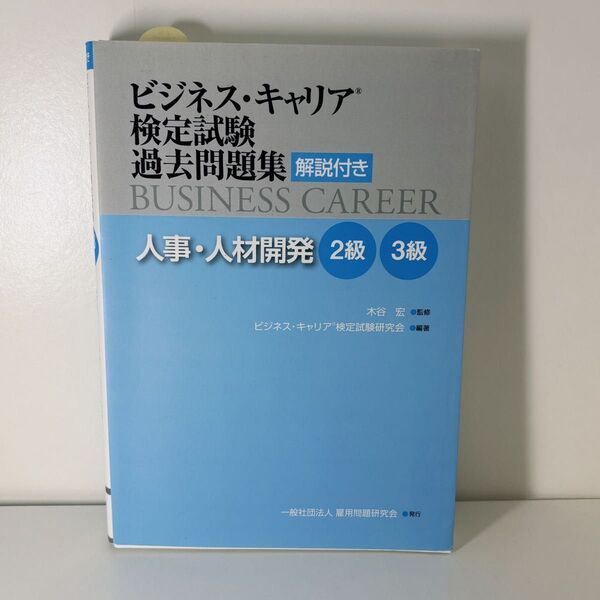 ビジネス・キャリア®
検定試験
過去問題集 解説付き
BUSINESS CAREER
人事・人材開発 2級 3級
木谷 宏 ●監修
ビジネス・キャリア®検定試験研究会 ●編著
一般社団法人 雇用問題研究会 ●発行